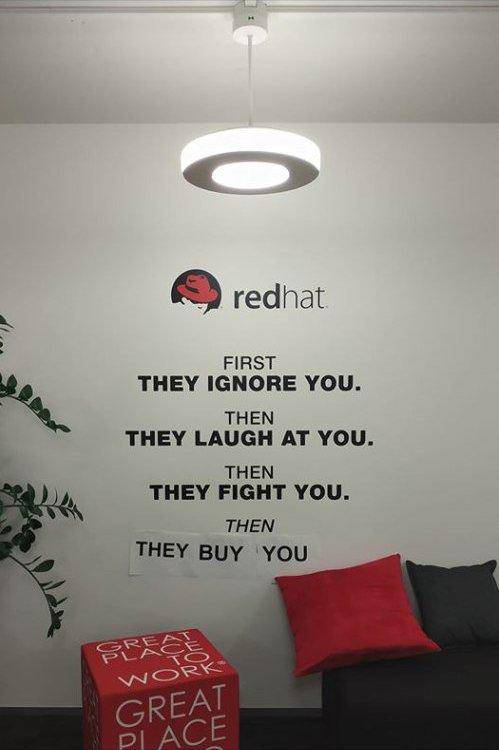 redhat.
FIRST
THEY IGNORE YOU.
THEN
THEY LAUGH AT YOU.
THEN
THEY FIGHT YOU.
THEN
THEY BUY YOU
GREAT
PLACE
TO
WORK®
GREAT
PLACE